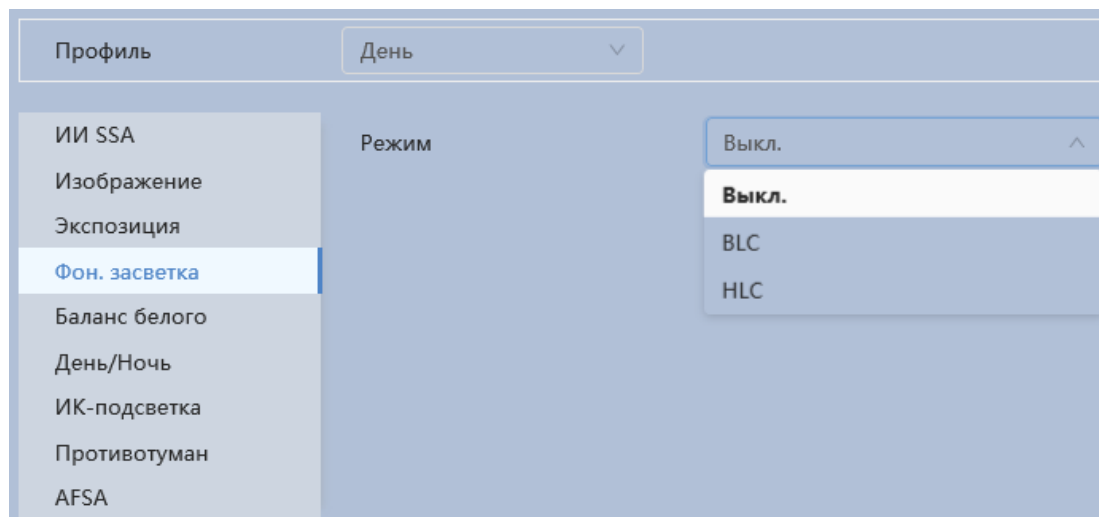 Профиль День
ИИ SSA
Режим Выкл.
Изображение
Выкл.
Экспозиция
BLC
Фон. засветка
HLC
Баланс белого
День/Ночь
ИК-подсветка
Противотуман
AFSA